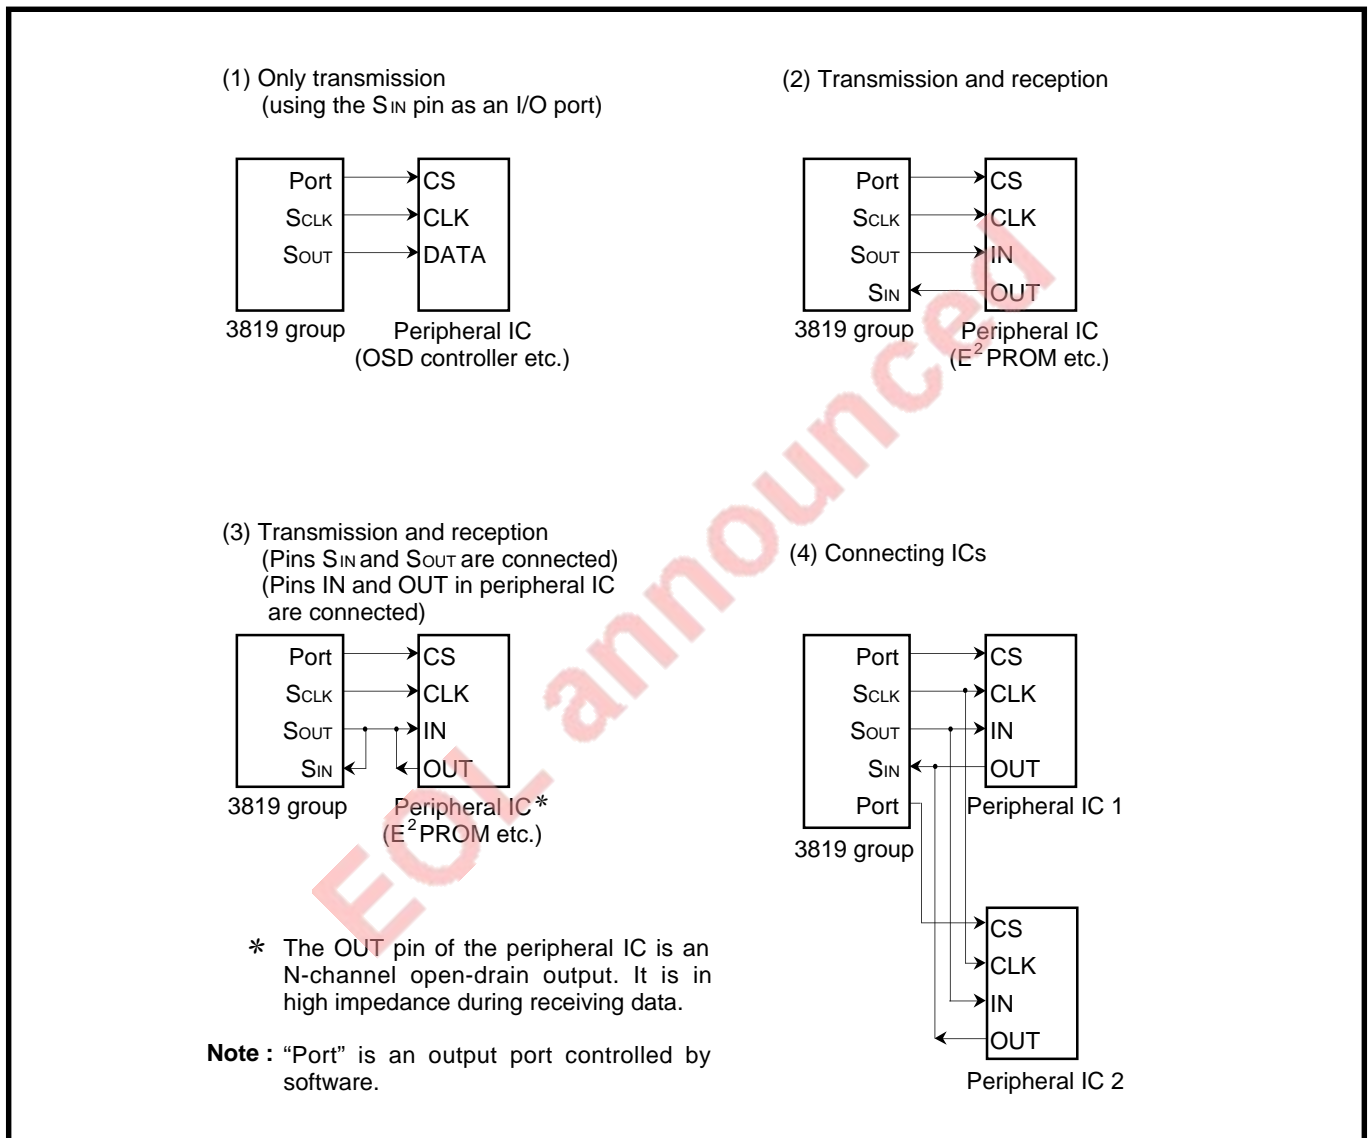 (1) Only transmission
(using the SIN pin as an I/O port)
Port
SCLK
SOUT
CS
CLK
DATA
3819 group
Peripheral IC
(OSD controller etc.)
(2) Transmission and reception
Port
SCLK
SOUT
SIN
CS
CLK
IN
OUT
3819 group
Peripheral IC
(E2PROM etc.)
(3) Transmission and reception
(Pins SIN and SOUT are connected)
(Pins IN and OUT in peripheral IC
are connected)
Port
SCLK
SOUT
SIN
CS
CLK
IN
OUT
3819 group
Peripheral IC*
(E2PROM etc.)
* The OUT pin of the peripheral IC is an
N-channel open-drain output. It is in
high impedance during receiving data.
Note : “Port” is an output port controlled by
software.
(4) Connecting ICs
Port
SCLK
SOUT
SIN
Port
CS
CLK
IN
OUT
3819 group
Peripheral IC 1
CS
CLK
IN
OUT
Peripheral IC 2
EOL announced